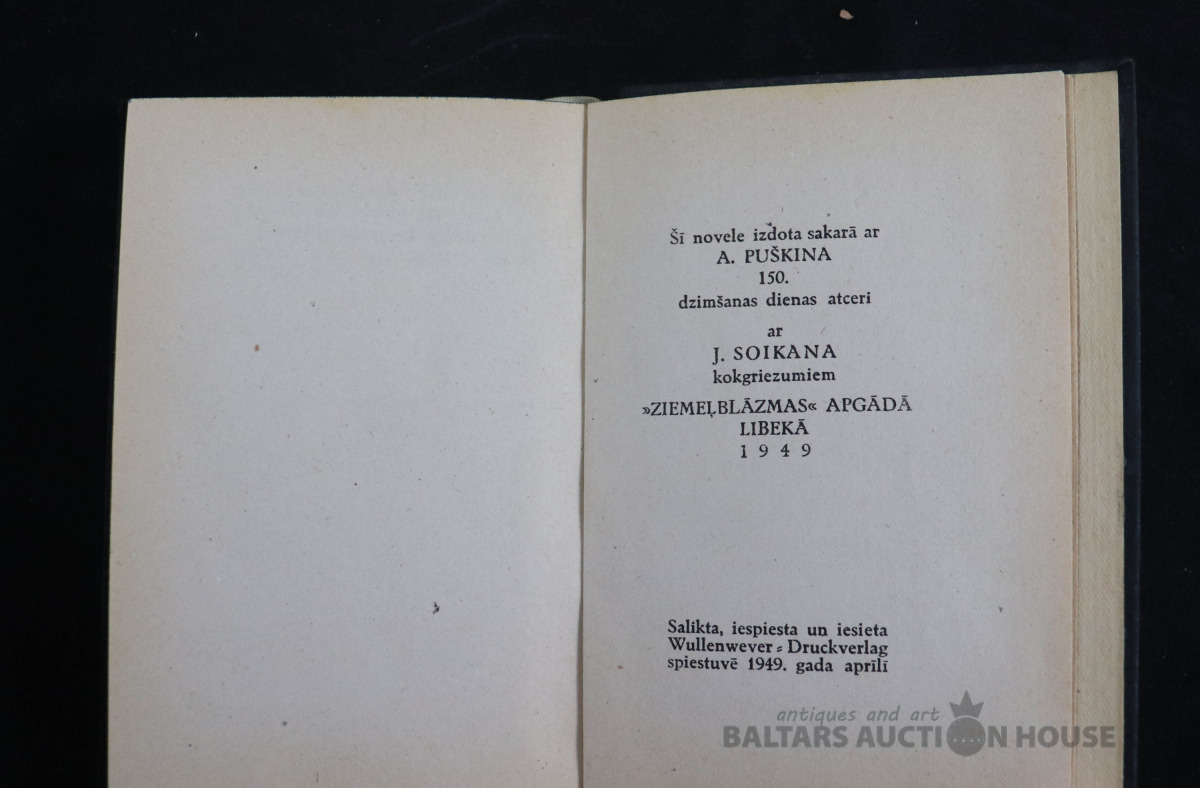 Šī novele izdota sakarā ar
A. PUŠKINA
150.
dzimšanas dienas atceri
ar
J. SOIKANA
kokgriezumiem
»ZIEMEĻBLĀZMAS« APGĀDĀ
LIBEKĀ
1949
Salikta, iespiesta un iesieta
Wullenwever-Druckverlag
spiestuvē 1949. gada aprīlī
antiques and art
BALTARS AUCTION HOUSE